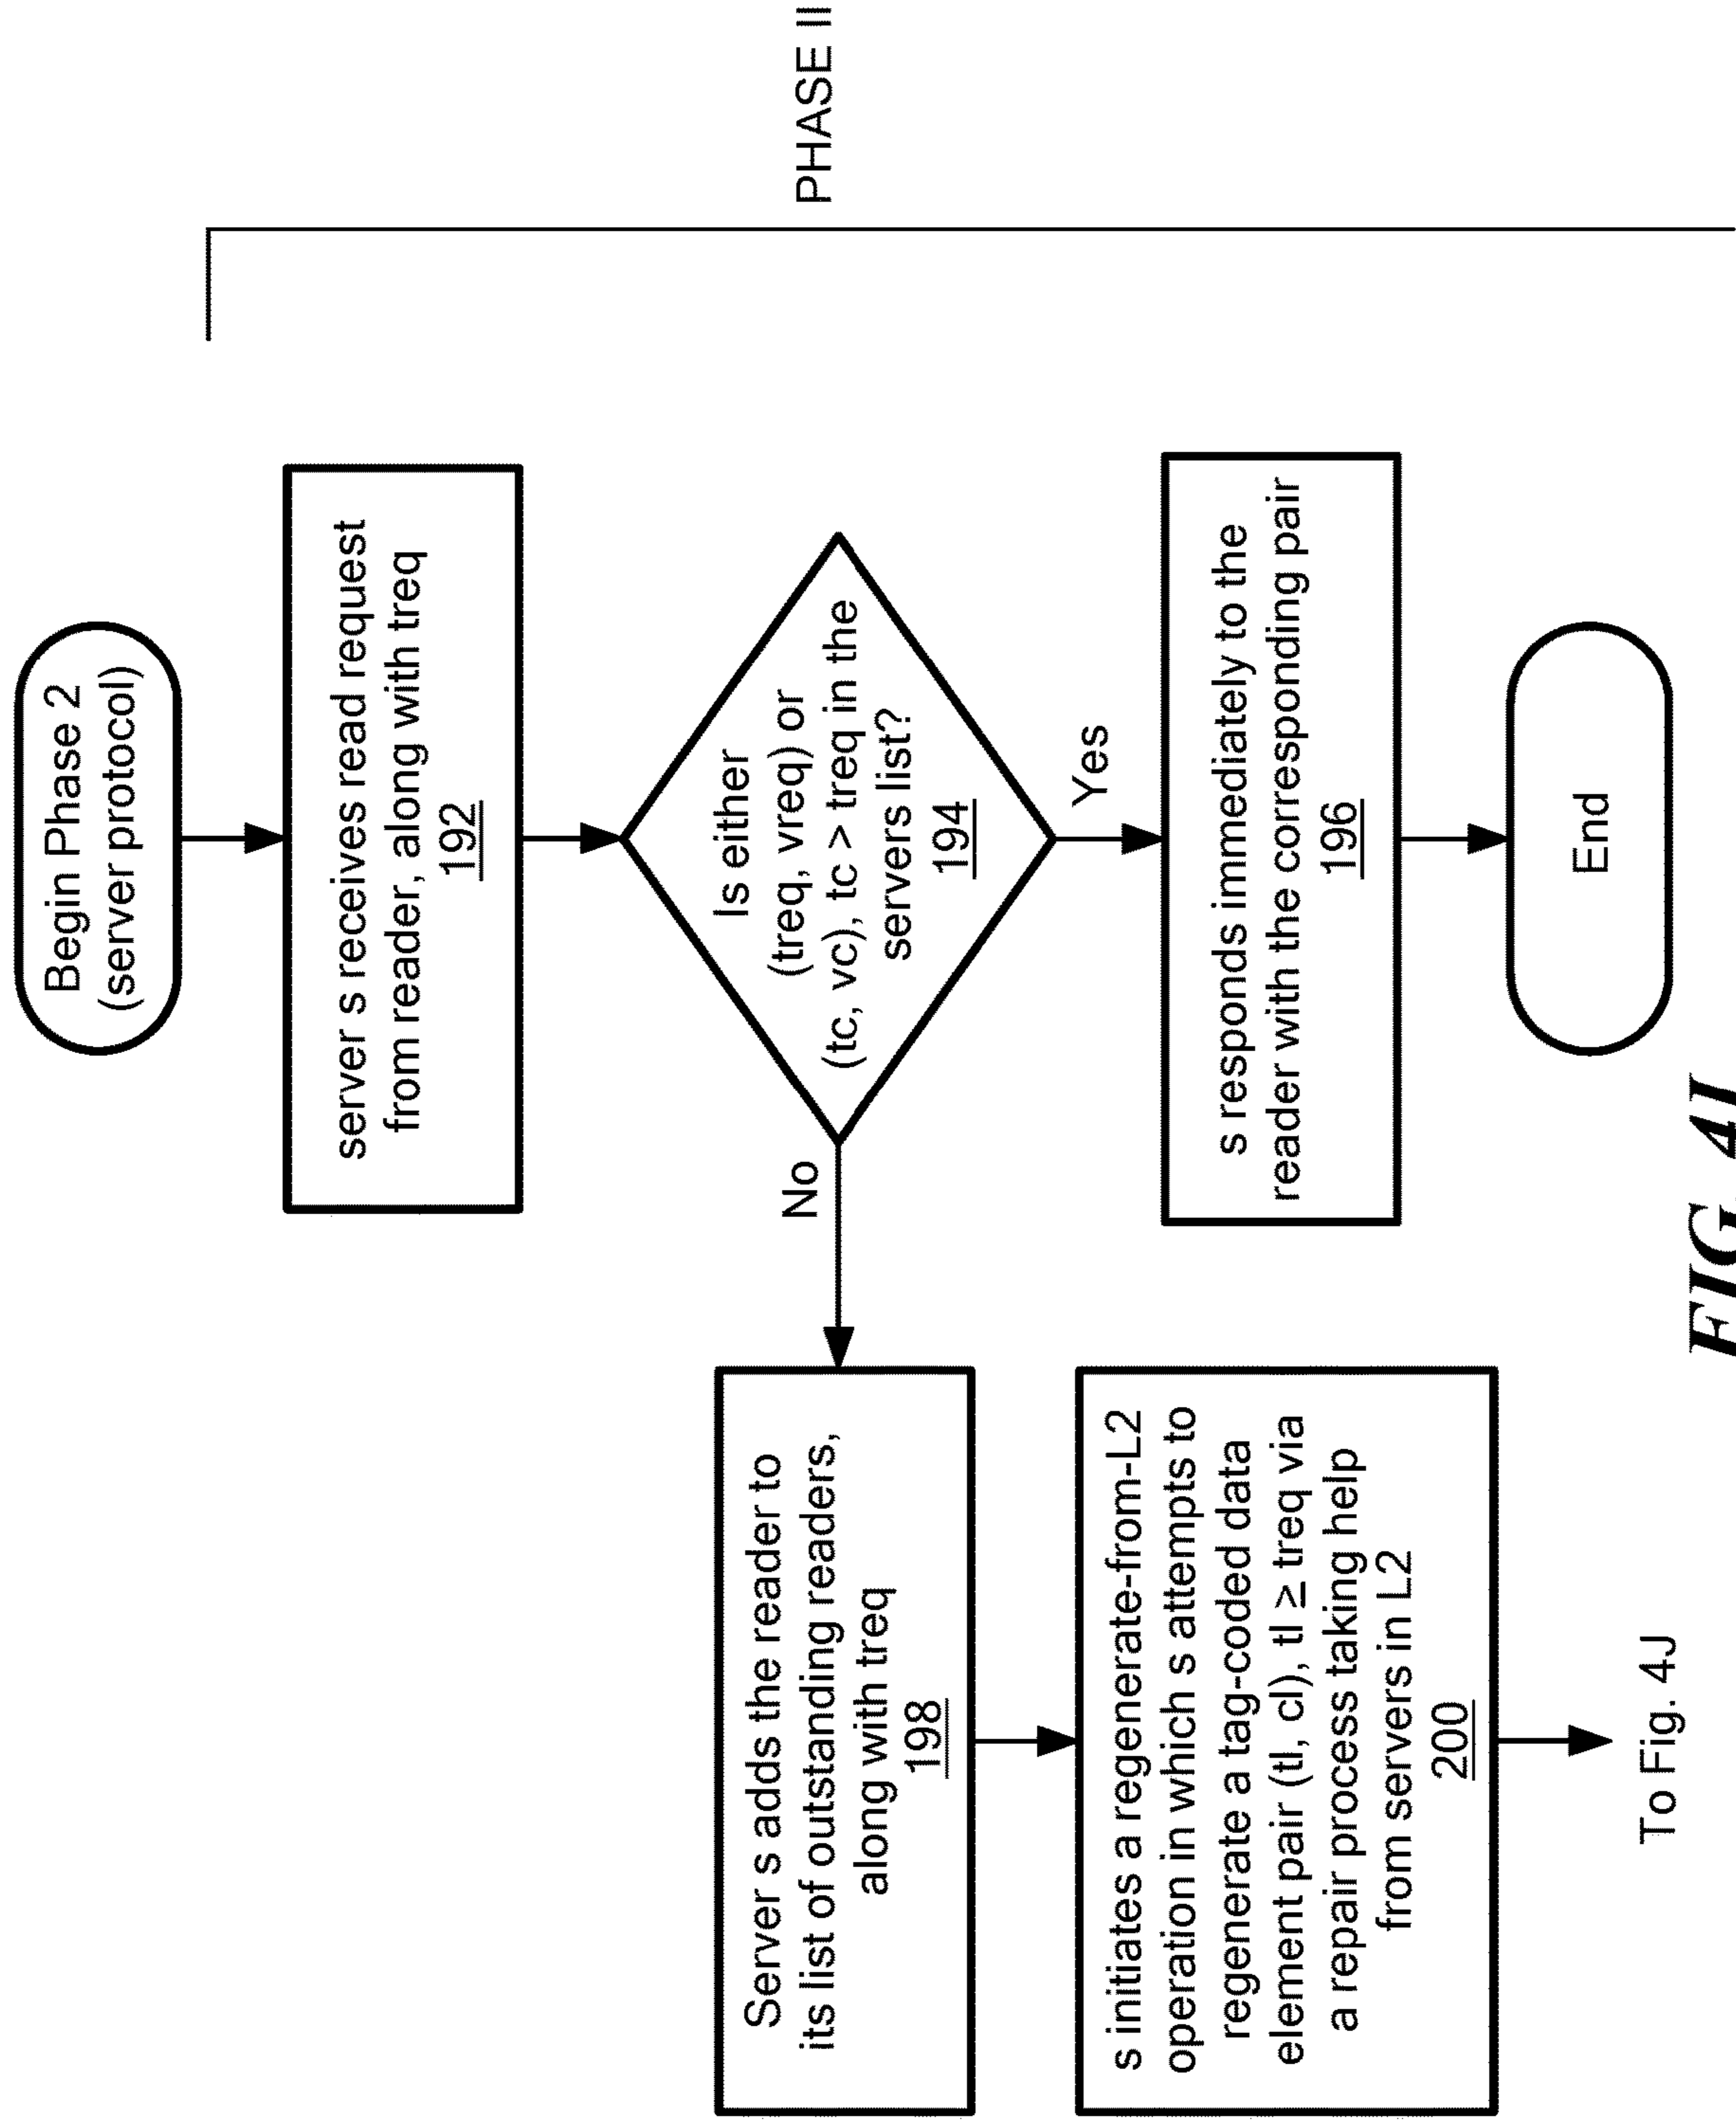 Begin Phase 2
(server protocol)
server s receives read request
from reader, along with treq
192
Is either
(treq, vreq) or
(tc, vc), tc > treq in the
servers list?
194
Yes
No
s responds immediately to the
reader with the corresponding pair
196
End
Server s adds the reader to
its list of outstanding readers,
along with treq
198
s initiates a regenerate-from-L2
operation in which s attempts to
regenerate a tag-coded data
element pair (tl, cl), tl ≥ treq via
a repair process taking help
from servers in L2
200
To Fig. 4J
PHASE II
FIG. 4I